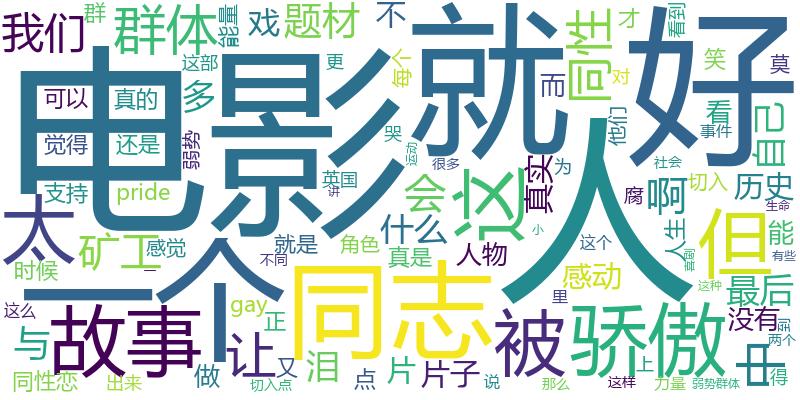 我们
群
群体
能量
戏
题材
不
同性
才
看到
笑
莫
电影
就
好
这部
更
每个
而
可以
真的
多
他们
对
看
事件
自己
觉得
还是
弱势
哭
运动
很多
为
社会
支持
pride
英国
讲
会
这
真实
腐
啊
切入
历史
太
矿工
感觉
就是
什么
角色
真是
人物
人
人生
生命
但
能
有些
时候
一
一个
不同
同志
小
这个
感动
里
喜剧
这种
最后
这么
故事
gay
正
让
泪
被
骄傲
没有
中
与
同性恋
出来
做
又
切入点
点
片
片子
说
那么
这样
上
力量
弱势群体
两个
得